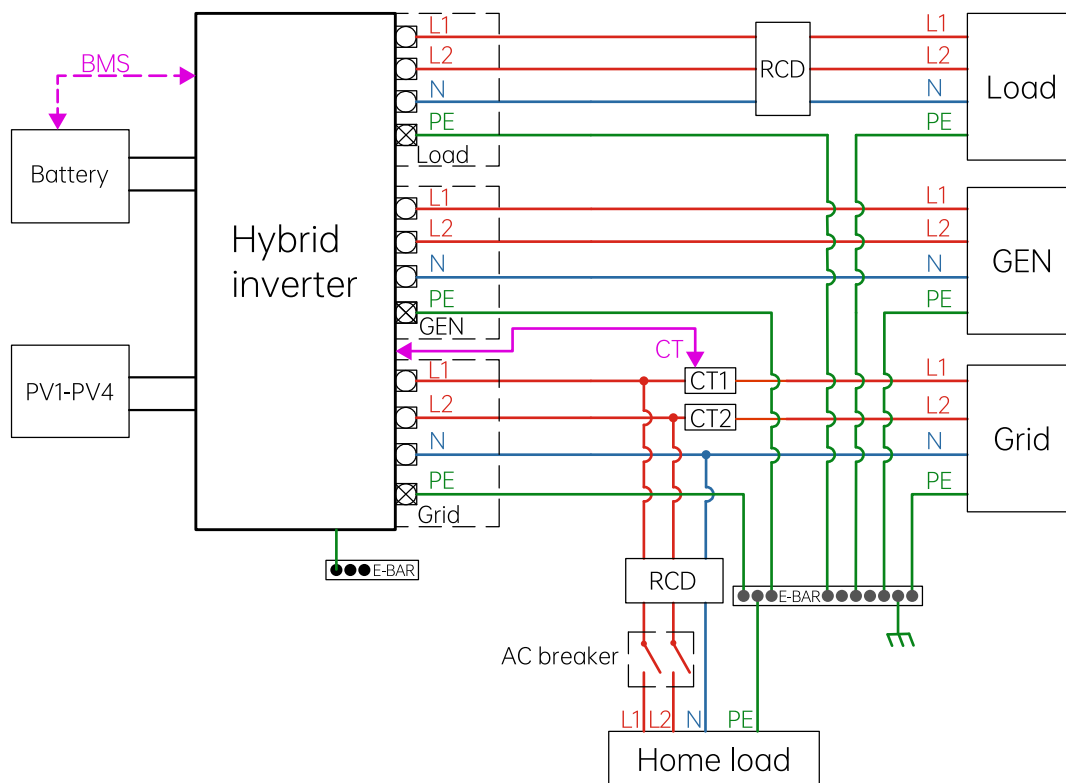 L1
L1
L2
RCD
L2
BMS
N
N
Load
PE
PE
Load
Battery
L1
L1
L2
L2
Hybrid
inverter
N
N
GEN
PE
PE
GEN
CT
L1
CT1
L1
PV1-PV4
L2
CT2
L2
N
N
Grid
PE
PE
Grid
E-BAR
RCD
E-BAR
AC breaker
L1 L2 N PE
Home load